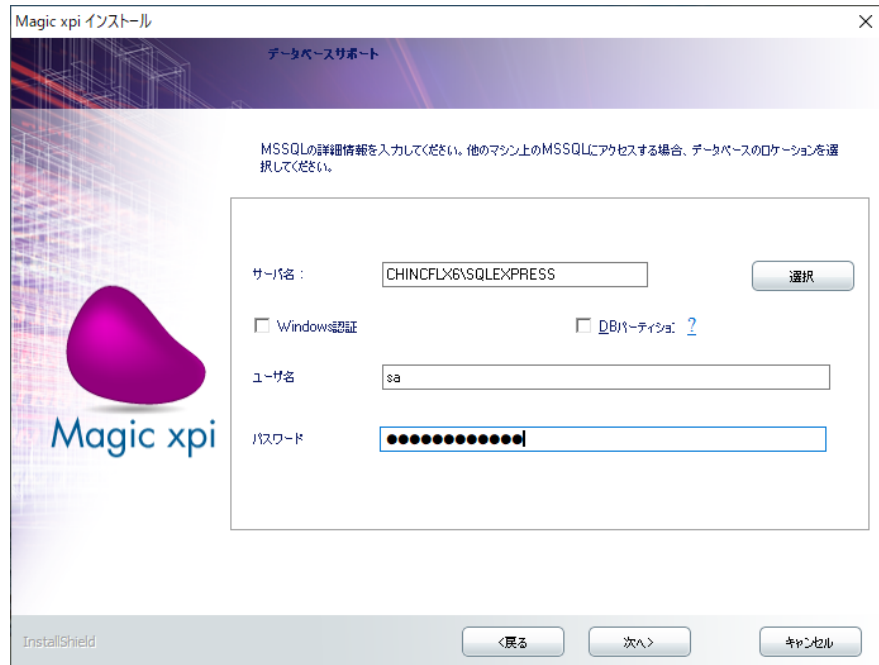 Magic xpi インストール
データベースサポート
MSSQLの詳細情報を入力してください。他のマシン上のMSSQLにアクセスする場合、データベースのロケーションを選
択してください。
サーバ名 :
CHINCFLX6\SQLEXPRESS
選択
Windows認証
DBパーティション
?
ユーザ名
sa
パスワード
●●●●●●●●●●●●
Magic xpi
InstallShield
<戻る
次へ>
キャンセル